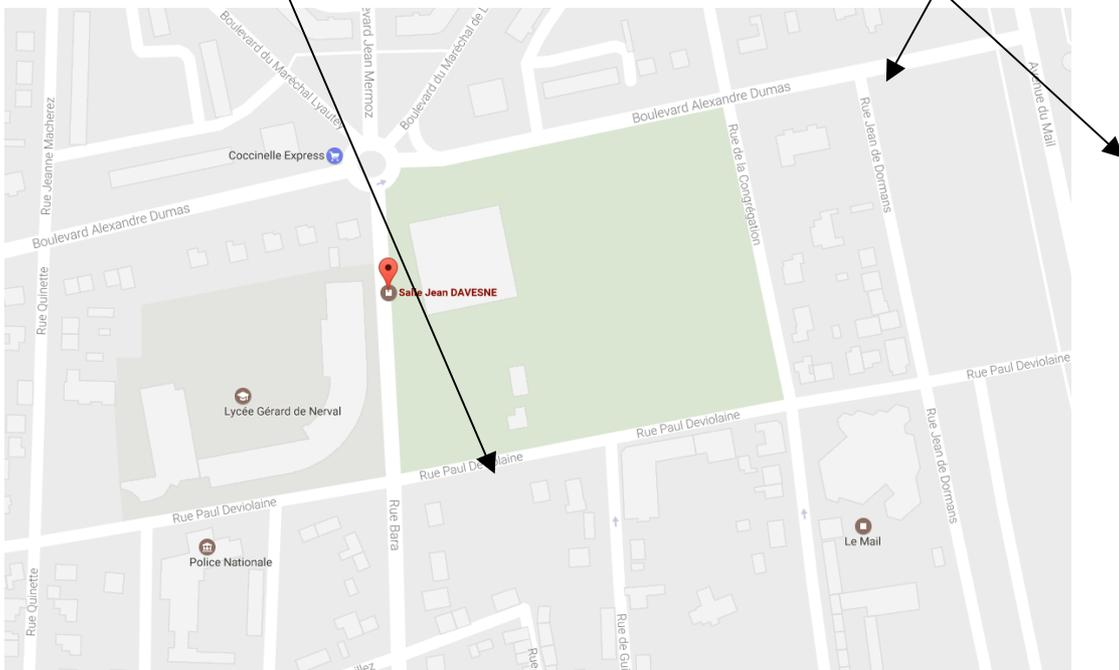 Boulevard du Maréchal Lyautey
levard Jean Mermoz
Boulevard du Maréchal de L
Avenue du Mail
Boulevard Alexandre Dumas
Rue Jeanne Macherez
Coccinelle Express
Rue de la Congrégation
Rue Jean de Dormans
Boulevard Alexandre Dumas
Rue Quinette
Salle Jean DAVESNE
Rue Paul Deviolaine
Lycée Gérard de Nerval
Rue Paul Deviolaine
Rue Paul Deviolaine
Rue Jean de Dormans
Rue Paul Deviolaine
Rue Bara
Le Mail
Police Nationale
Rue Quinette
Rue de Gu
Rue